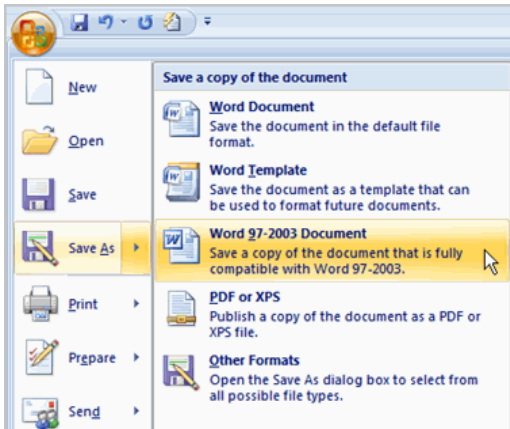 New
Open
Save
Save As
Print
Prepare
Send
Save a copy of the document
Word Document
Save the document in the default file
format.
Word Template
Save the document as a template that can
be used to format future documents.
Word 97-2003 Document
Save a copy of the document that is fully
compatible with Word 97-2003.
PDF or XPS
Publish a copy of the document as a PDF or
XPS file.
Other Formats
Open the Save As dialog box to select from
all possible file types.